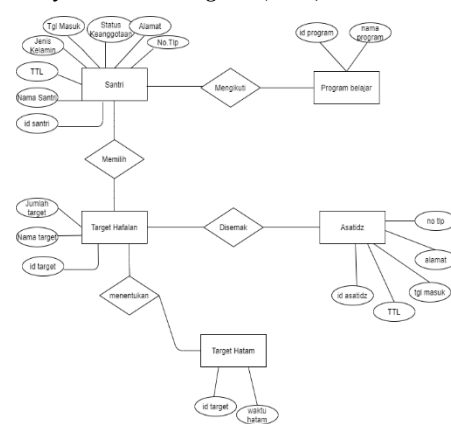 Tgl Masuk
Status
Keanggotaan
Alamat
Jenis
Kelamin
No.Tlp
id program
nama
program
TTL
Santri
Mengikuti
Program belajar
Nama Santri
id santri
Memilih
Jumlah
target
Nama target
Target Hafalan
Disemak
Asatidz
no tlp
id target
alamat
tgl masuk
id asatidz
TTL
menentukan
Target Hatam
id target
waktu
hatam